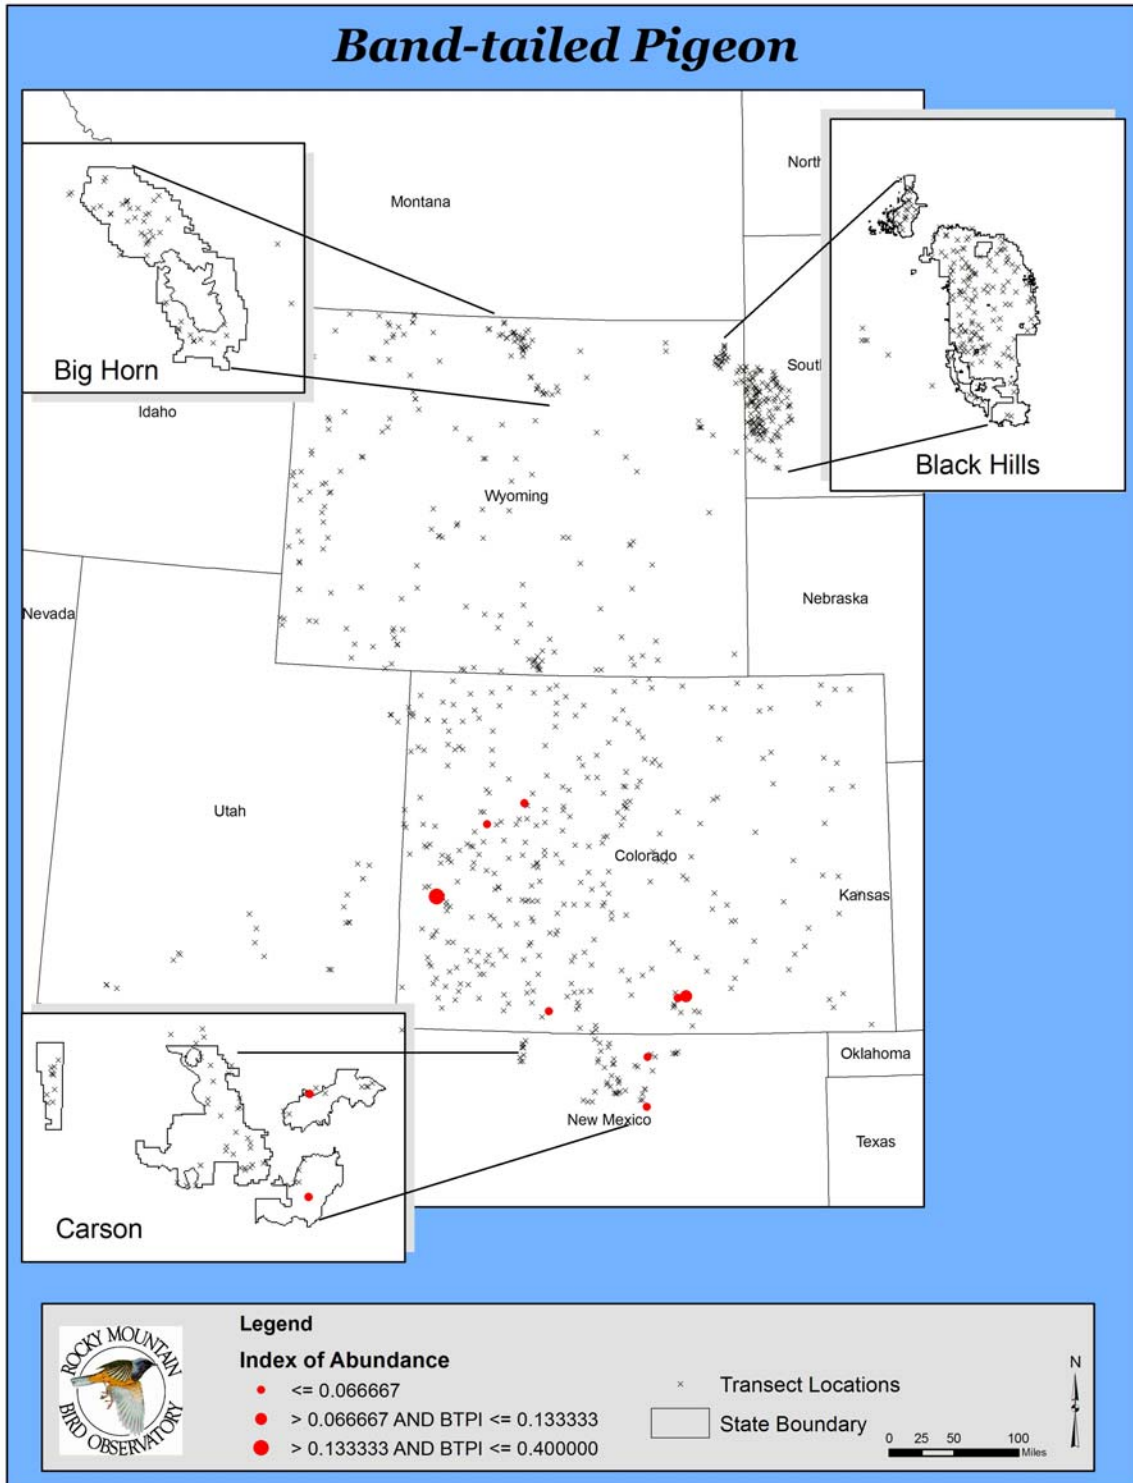 Band-tailed Pigeon
Montana
North
Big Horn
Idaho
South
Black Hills
Wyoming
Nebraska
Nevada
Utah
Colorado
Kansas
Oklahoma
New Mexico
Texas
Carson
Legend
Index of Abundance
<= 0.066667
> 0.066667 AND BTPI <= 0.133333
> 0.133333 AND BTPI <= 0.400000
Transect Locations
State Boundary
ROCKY MOUNTAIN
BIRD OBSERVATORY
N
0 25 50 100
Miles